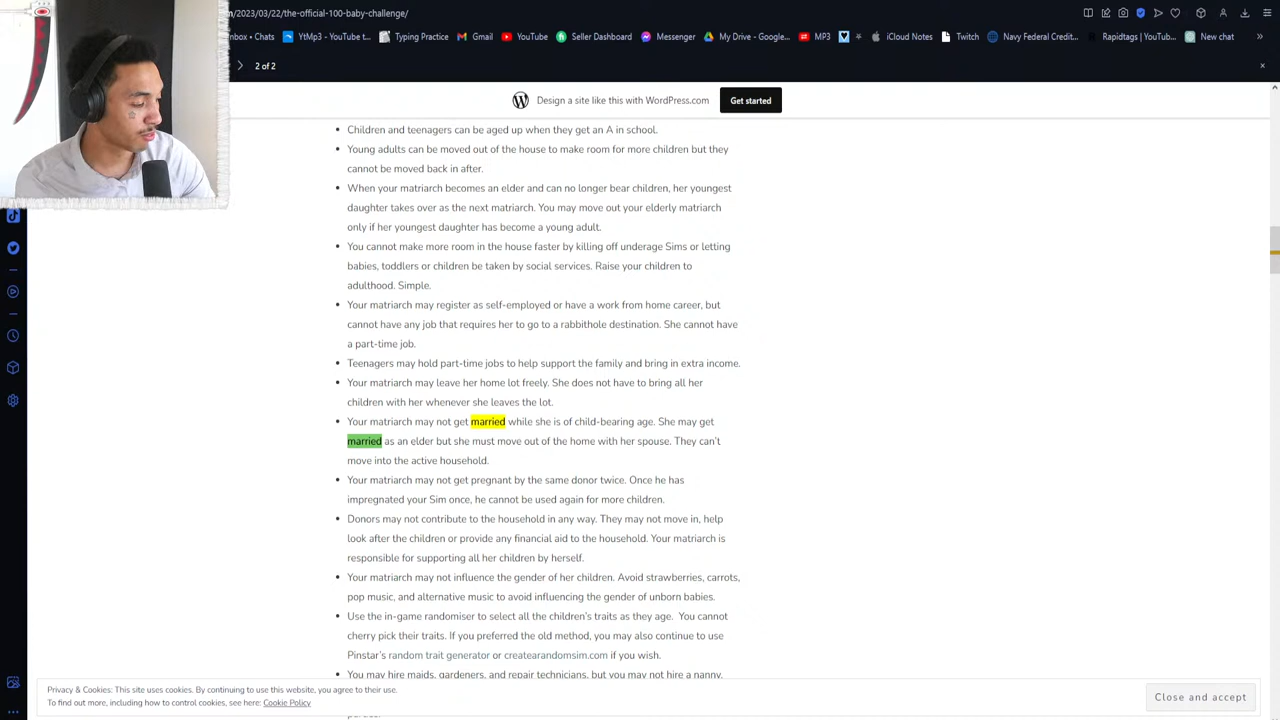 m/2023/03/22/the-official-100-baby-challenge/
nbox • Chats
YtMp3 - YouTube t...
Typing Practice
Gmail
YouTube
Seller Dashboard
Messenger
My Drive - Google...
MP3
iCloud Notes
Twitch
Navy Federal Credit...
Rapidtags | YouTub...
New chat
2 of 2
Design a site like this with WordPress.com
Get started
Children and teenagers can be aged up when they get an A in school.
Young adults can be moved out of the house to make room for more children but they
cannot be moved back in after.
When your matriarch becomes an elder and can no longer bear children, her youngest
daughter takes over as the next matriarch. You may move out your elderly matriarch
only if her youngest daughter has become a young adult.
You cannot make more room in the house faster by killing off underage Sims or letting
babies, toddlers or children be taken by social services. Raise your children to
adulthood. Simple.
Your matriarch may register as self-employed or have a work from home career, but
cannot have any job that requires her to go to a rabbithole destination. She cannot have
a part-time job.
Teenagers may hold part-time jobs to help support the family and bring in extra income.
Your matriarch may leave her home lot freely. She does not have to bring all her
children with her whenever she leaves the lot.
Your matriarch may not get married while she is of child-bearing age. She may get
married as an elder but she must move out of the home with her spouse. They can't
move into the active household.
Your matriarch may not get pregnant by the same donor twice. Once he has
impregnated your Sim once, he cannot be used again for more children.
Donors may not contribute to the household in any way. They may not move in, help
look after the children or provide any financial aid to the household. Your matriarch is
responsible for supporting all her children by herself.
Your matriarch may not influence the gender of her children. Avoid strawberries, carrots,
pop music, and alternative music to avoid influencing the gender of unborn babies.
Use the in-game randomiser to select all the children's traits as they age. You cannot
cherry pick their traits. If you preferred the old method, you may also continue to use
Pinstar's random trait generator or createarandomsim.com if you wish.
You may hire maids, gardeners, and repair technicians, but you may not hire a nanny,
Privacy & Cookies: This site uses cookies. By continuing to use this website, you agree to their use.
To find out more, including how to control cookies, see here: Cookie Policy
Close and accept